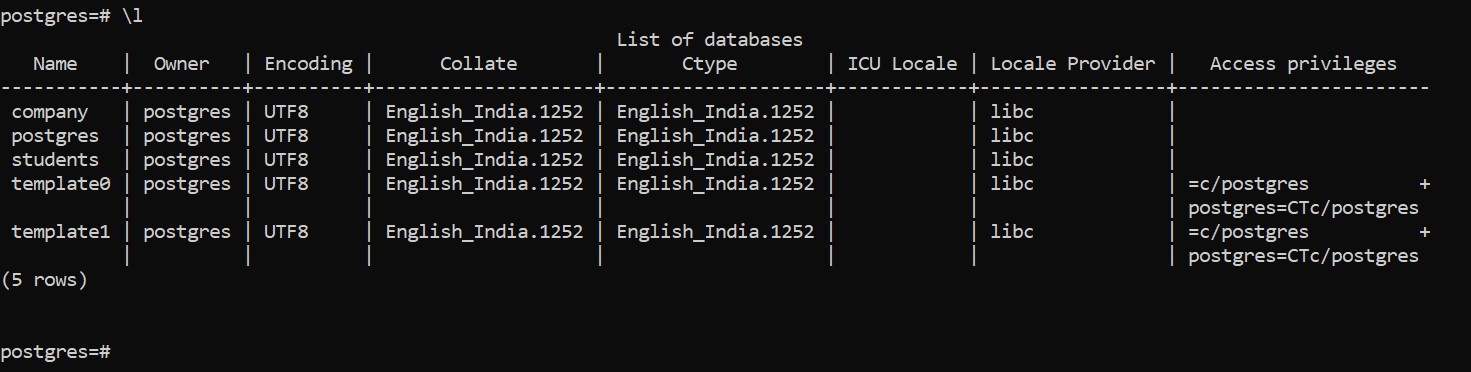 postgres=# \l
                                                        List of databases
   Name    |  Owner   | Encoding |      Collate       |       Ctype        | ICU Locale | Locale Provider |   Access privileges
-----------+----------+----------+--------------------+--------------------+------------+-----------------+-----------------------
 company   | postgres | UTF8     | English_India.1252 | English_India.1252 |            | libc            |
 postgres  | postgres | UTF8     | English_India.1252 | English_India.1252 |            | libc            |
 students  | postgres | UTF8     | English_India.1252 | English_India.1252 |            | libc            |
 template0 | postgres | UTF8     | English_India.1252 | English_India.1252 |            | libc            | =c/postgres          +
           |          |          |                    |                    |            |                 | postgres=CTc/postgres
 template1 | postgres | UTF8     | English_India.1252 | English_India.1252 |            | libc            | =c/postgres          +
           |          |          |                    |                    |            |                 | postgres=CTc/postgres
(5 rows)
postgres=#